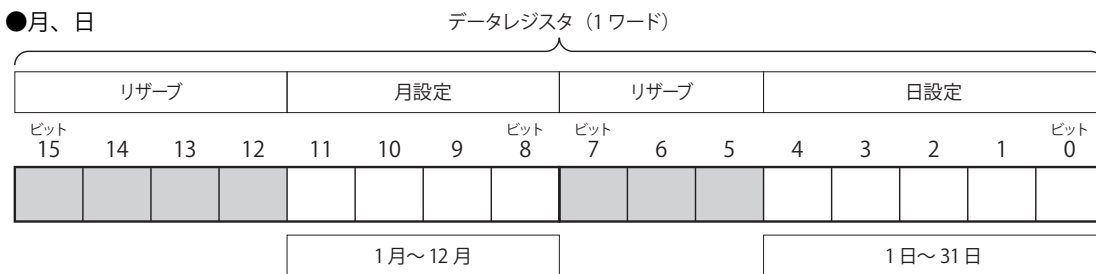 ●月、日
データレジスタ（1 ワード）
リザーブ 月設定 リザーブ 日設定
ビット ビット ビット ビット
15 14 13 12 11 10 9 8 7 6 5 4 3 2 1 0
1 月～ 12 月 1 日～ 31 日